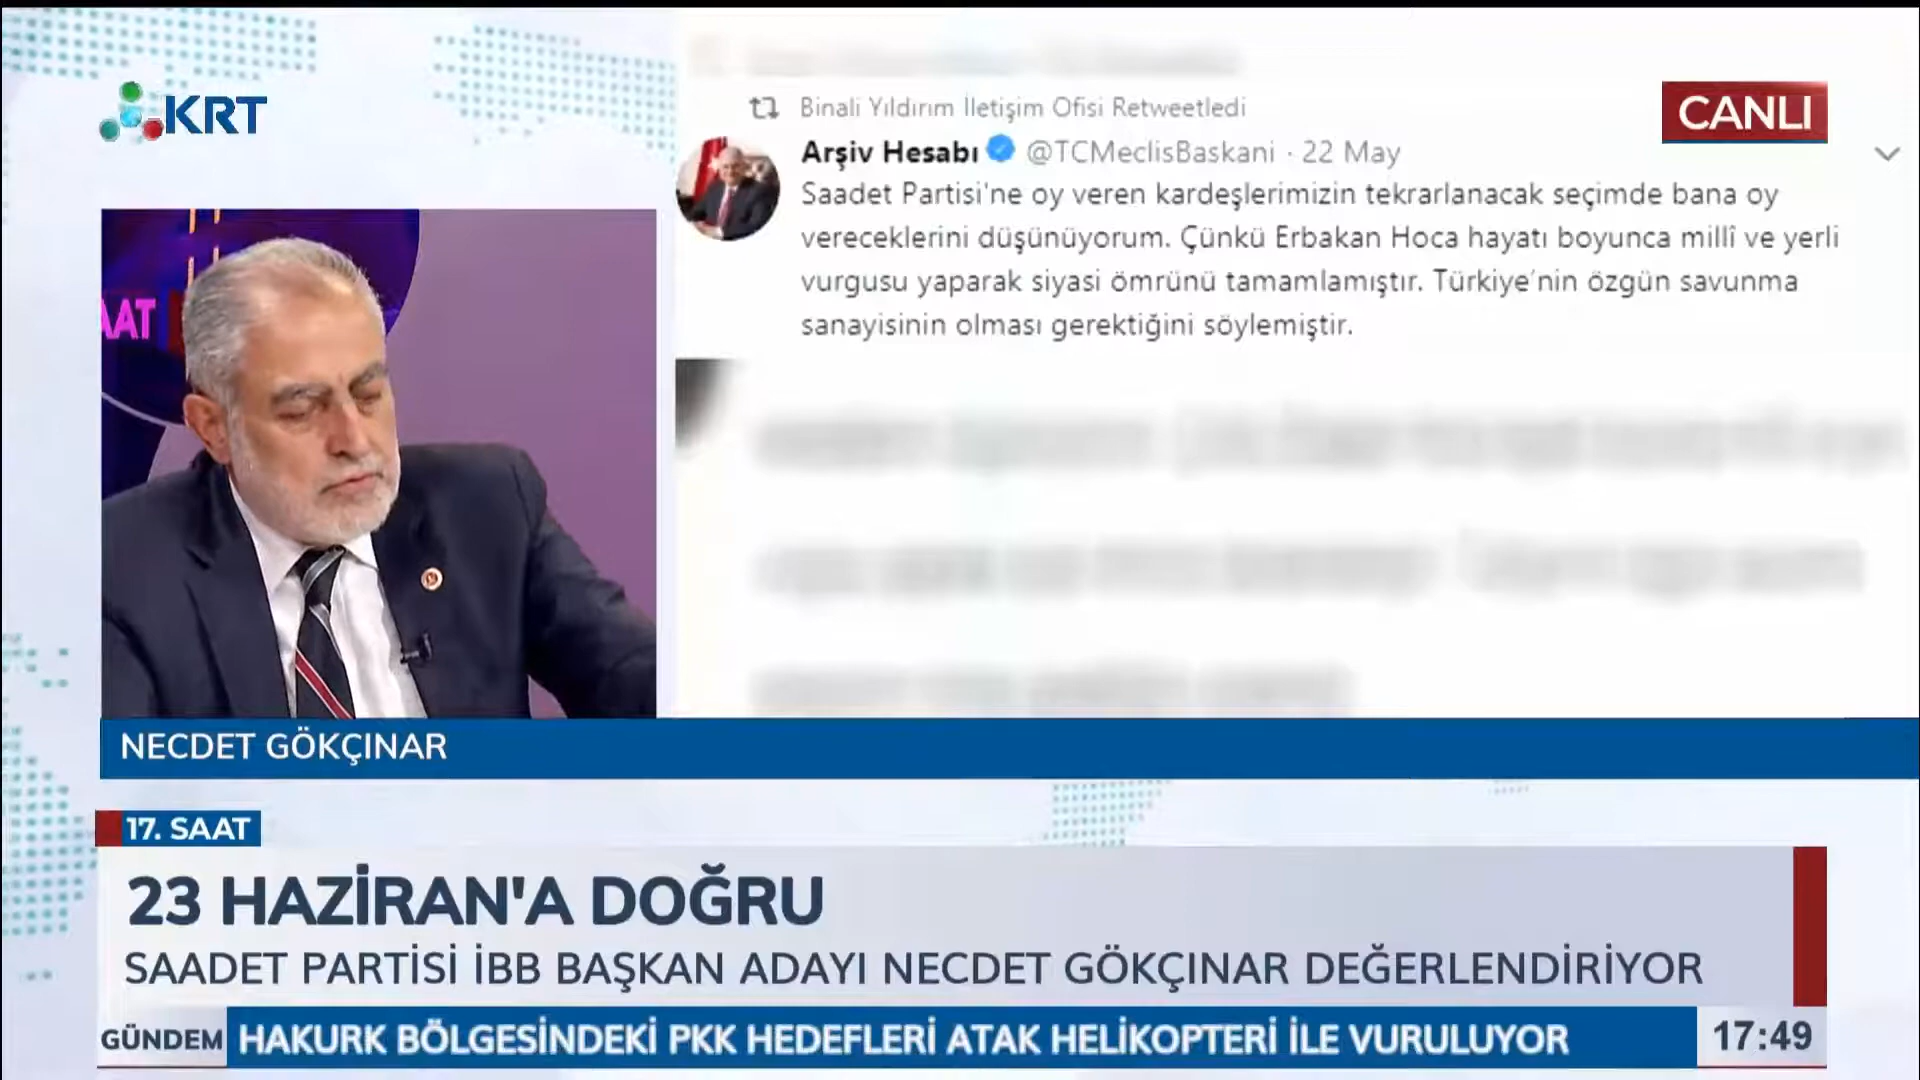 KRT
CANLI
Binali Yıldırım İletişim Ofisi Retweetledi
Arşiv Hesabı @TCMeclisBaskani · 22 May
Saadet Partisi'ne oy veren kardeşlerimizin tekrarlanacak seçimde bana oy
vereceklerini düşünüyorum. Çünkü Erbakan Hoca hayatı boyunca millî ve yerli
vurgusu yaparak siyasi ömrünü tamamlamıştır. Türkiye'nin özgün savunma
sanayisinin olması gerektiğini söylemiştir.
AAT
NECDET GÖKÇINAR
17. SAAT
23 HAZİRAN'A DOĞRU
SAADET PARTİSİ İBB BAŞKAN ADAYI NECDET GÖKÇINAR DEĞERLENDİRİYOR
GÜNDEM HAKURK BÖLGESİNDEKİ PKK HEDEFLERİ ATAK HELİKOPTERİ İLE VURULUYOR 17:49